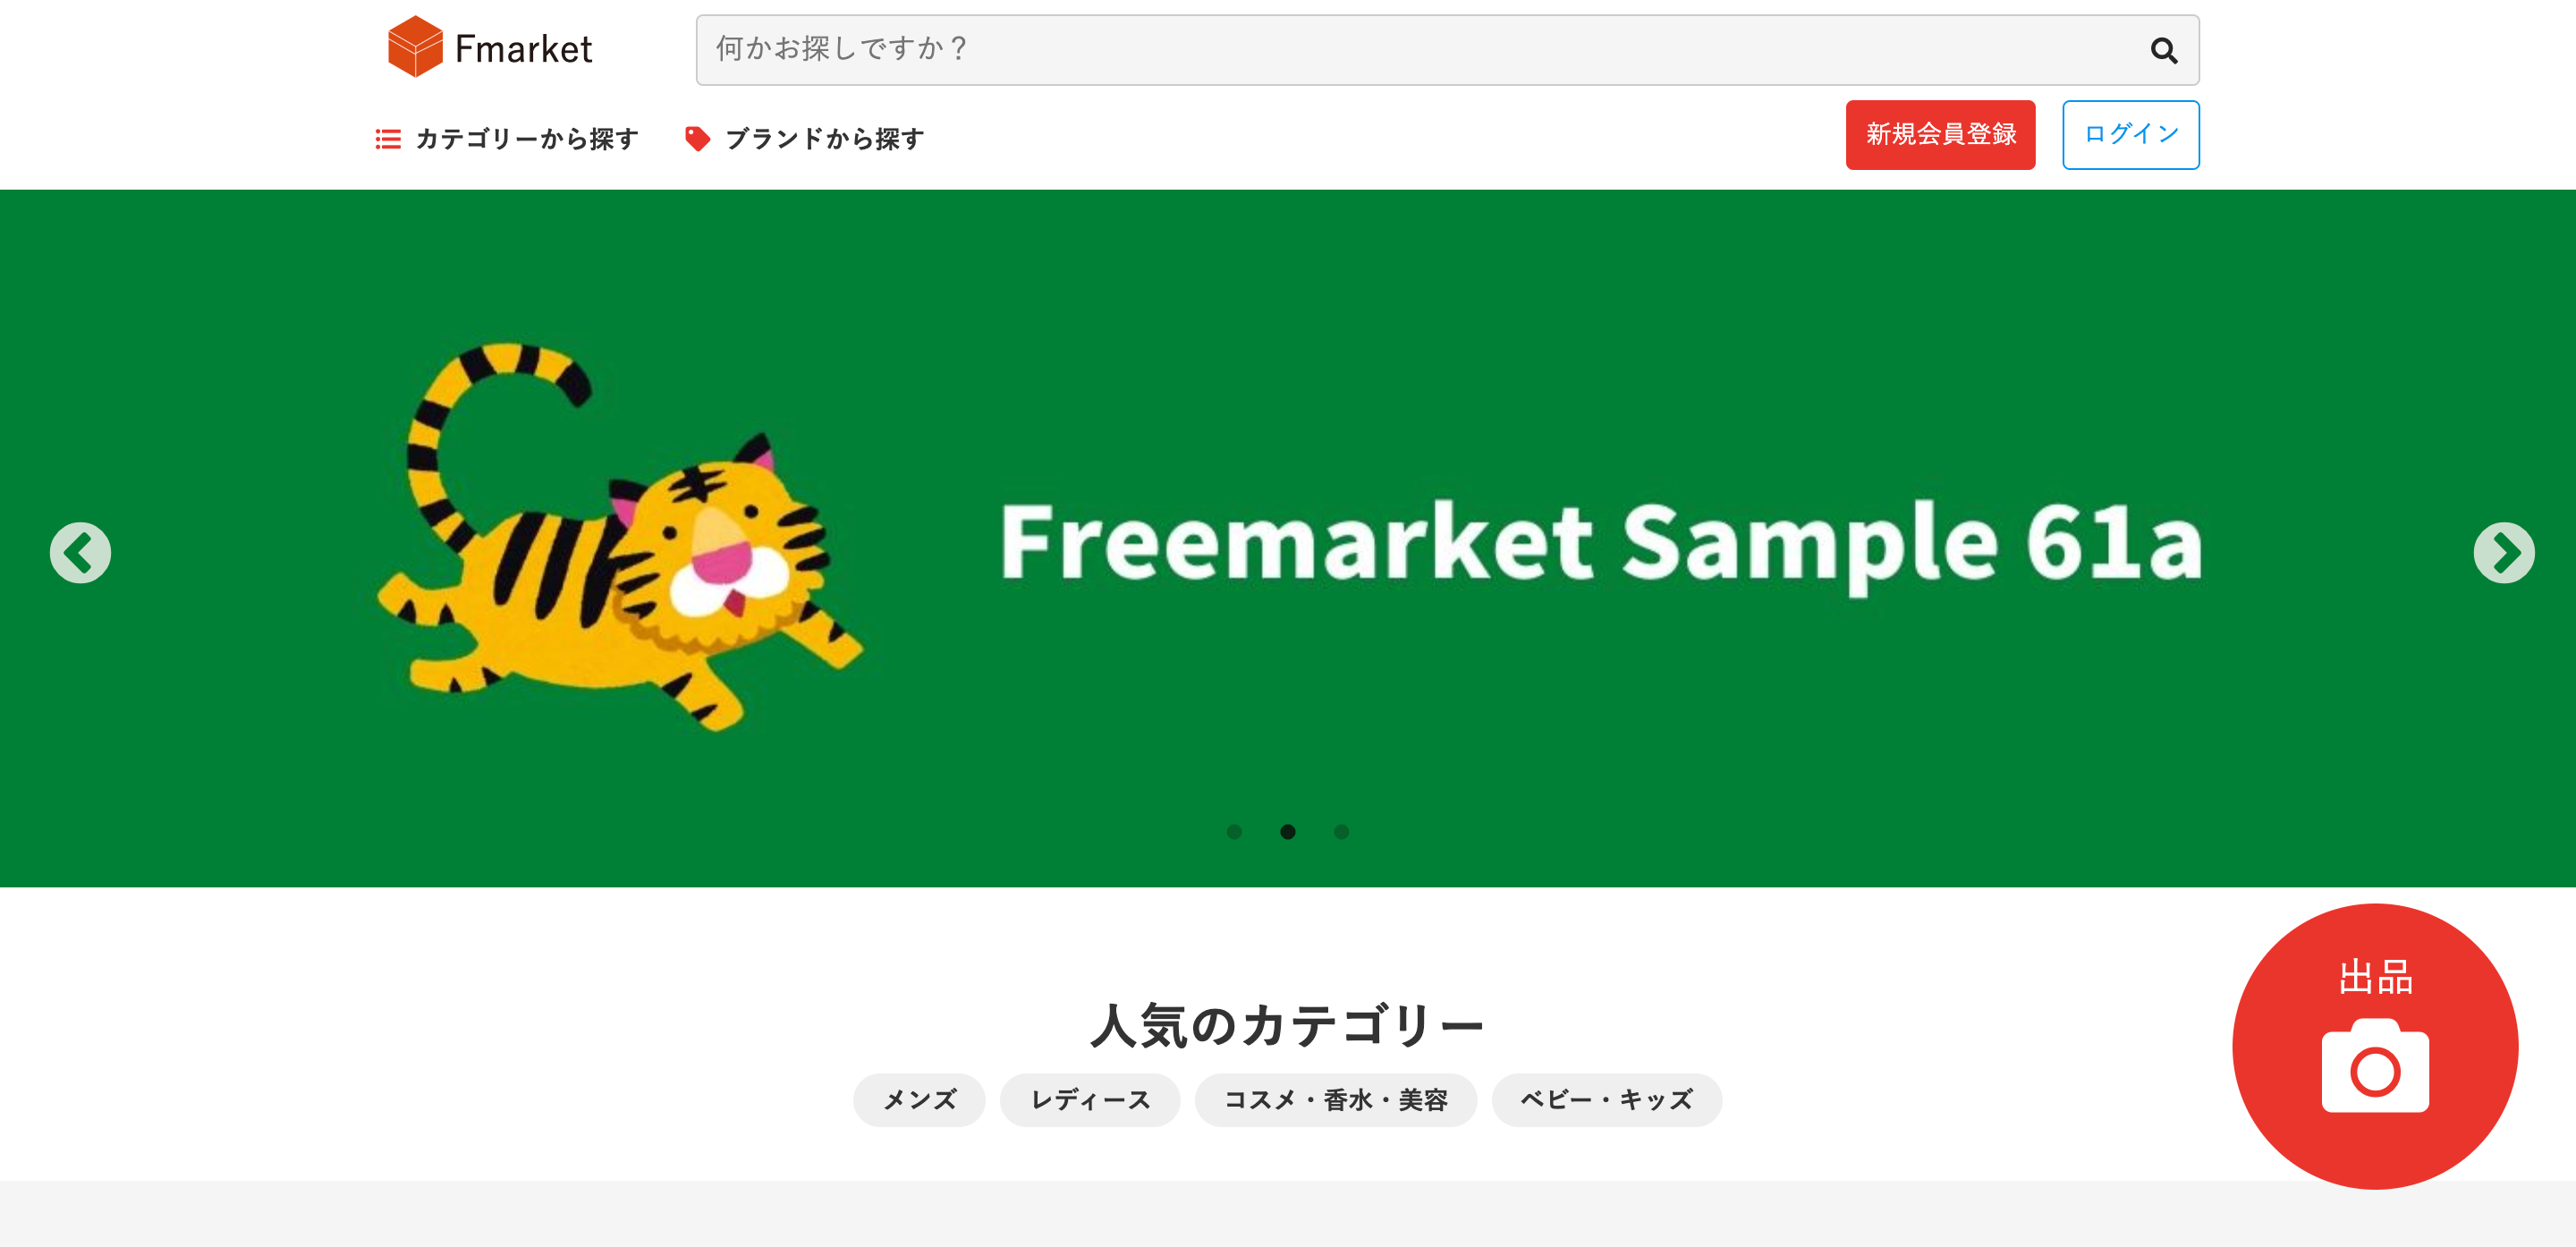 Fmarket
何かお探しですか？
カテゴリーから探す
ブランドから探す
新規会員登録
ログイン
Freemarket Sample 61a
人気のカテゴリー
メンズ
レディース
コスメ・香水・美容
ベビー・キッズ
出品